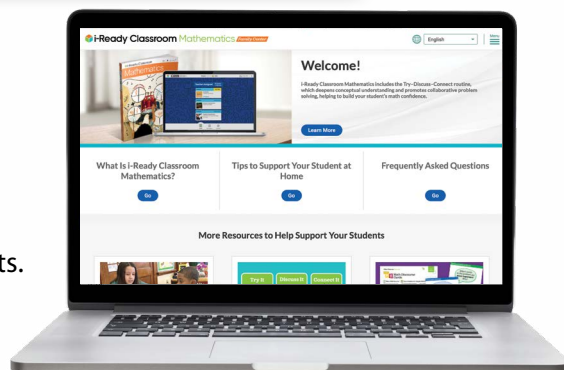 i-Ready Classroom Mathematics Family Center
English
Menu
Mathematics
Welcome!
i-Ready Classroom Mathematics includes the Try–Discuss–Connect routine,
which deepens conceptual understanding and promotes collaborative problem
solving, helping to build your student's math confidence.
Learn More
What Is i-Ready Classroom
Mathematics?
Go
Tips to Support Your Student at
Home
Go
Frequently Asked Questions
Go
More Resources to Help Support Your Students
Try It
Discuss It
Connect It
ts.